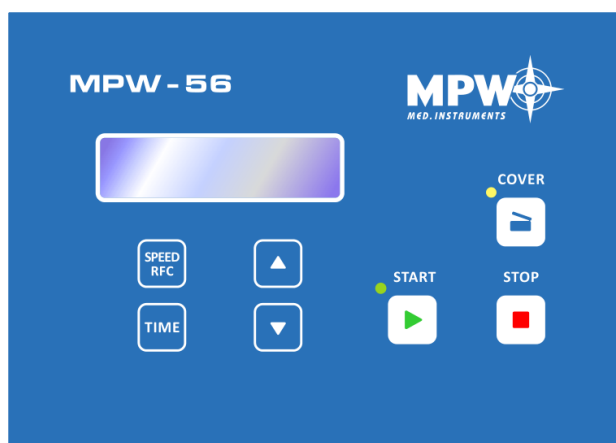 MPW - 56
MPW
MED. INSTRUMENTS
COVER
SPEED
RFC
START
STOP
TIME